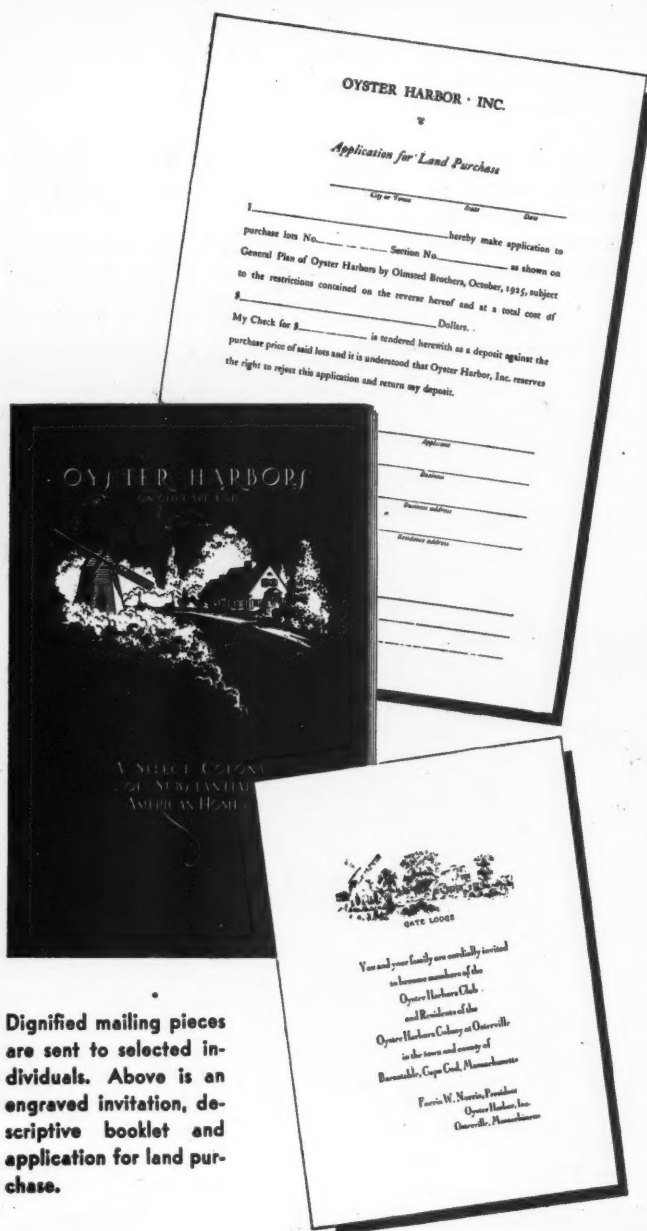 OYSTER HARBOR · INC.
Application for Land Purchase
City or Town State Date
I hereby make application to
purchase lots No. Section No. as shown on
General Plan of Oyster Harbors by Olmsted Brothers, October, 1925, subject
to the restrictions contained on the reverse hereof and at a total cost of
$ Dollars.
My Check for $ is tendered herewith as a deposit against the
purchase price of said lots and it is understood that Oyster Harbor, Inc. reserves
the right to reject this application and return my deposit.
Applicant
Business
Business address
Residence address
OYSTER HARBORS
ON CAPE COD
A SELECT COLONY
OF SUBSTANTIAL
AMERICAN HOMES
GATE LODGE
You and your family are cordially invited
to become members of the
Oyster Harbors Club
and Residents of the
Oyster Harbors Colony at Osterville
in the town and county of
Barnstable, Cape Cod, Massachusetts
Forris W. Norris, President
Oyster Harbor, Inc.
Osterville, Massachusetts
Dignified mailing pieces
are sent to selected in-
dividuals. Above is an
engraved invitation, de-
scriptive booklet and
application for land pur-
chase.